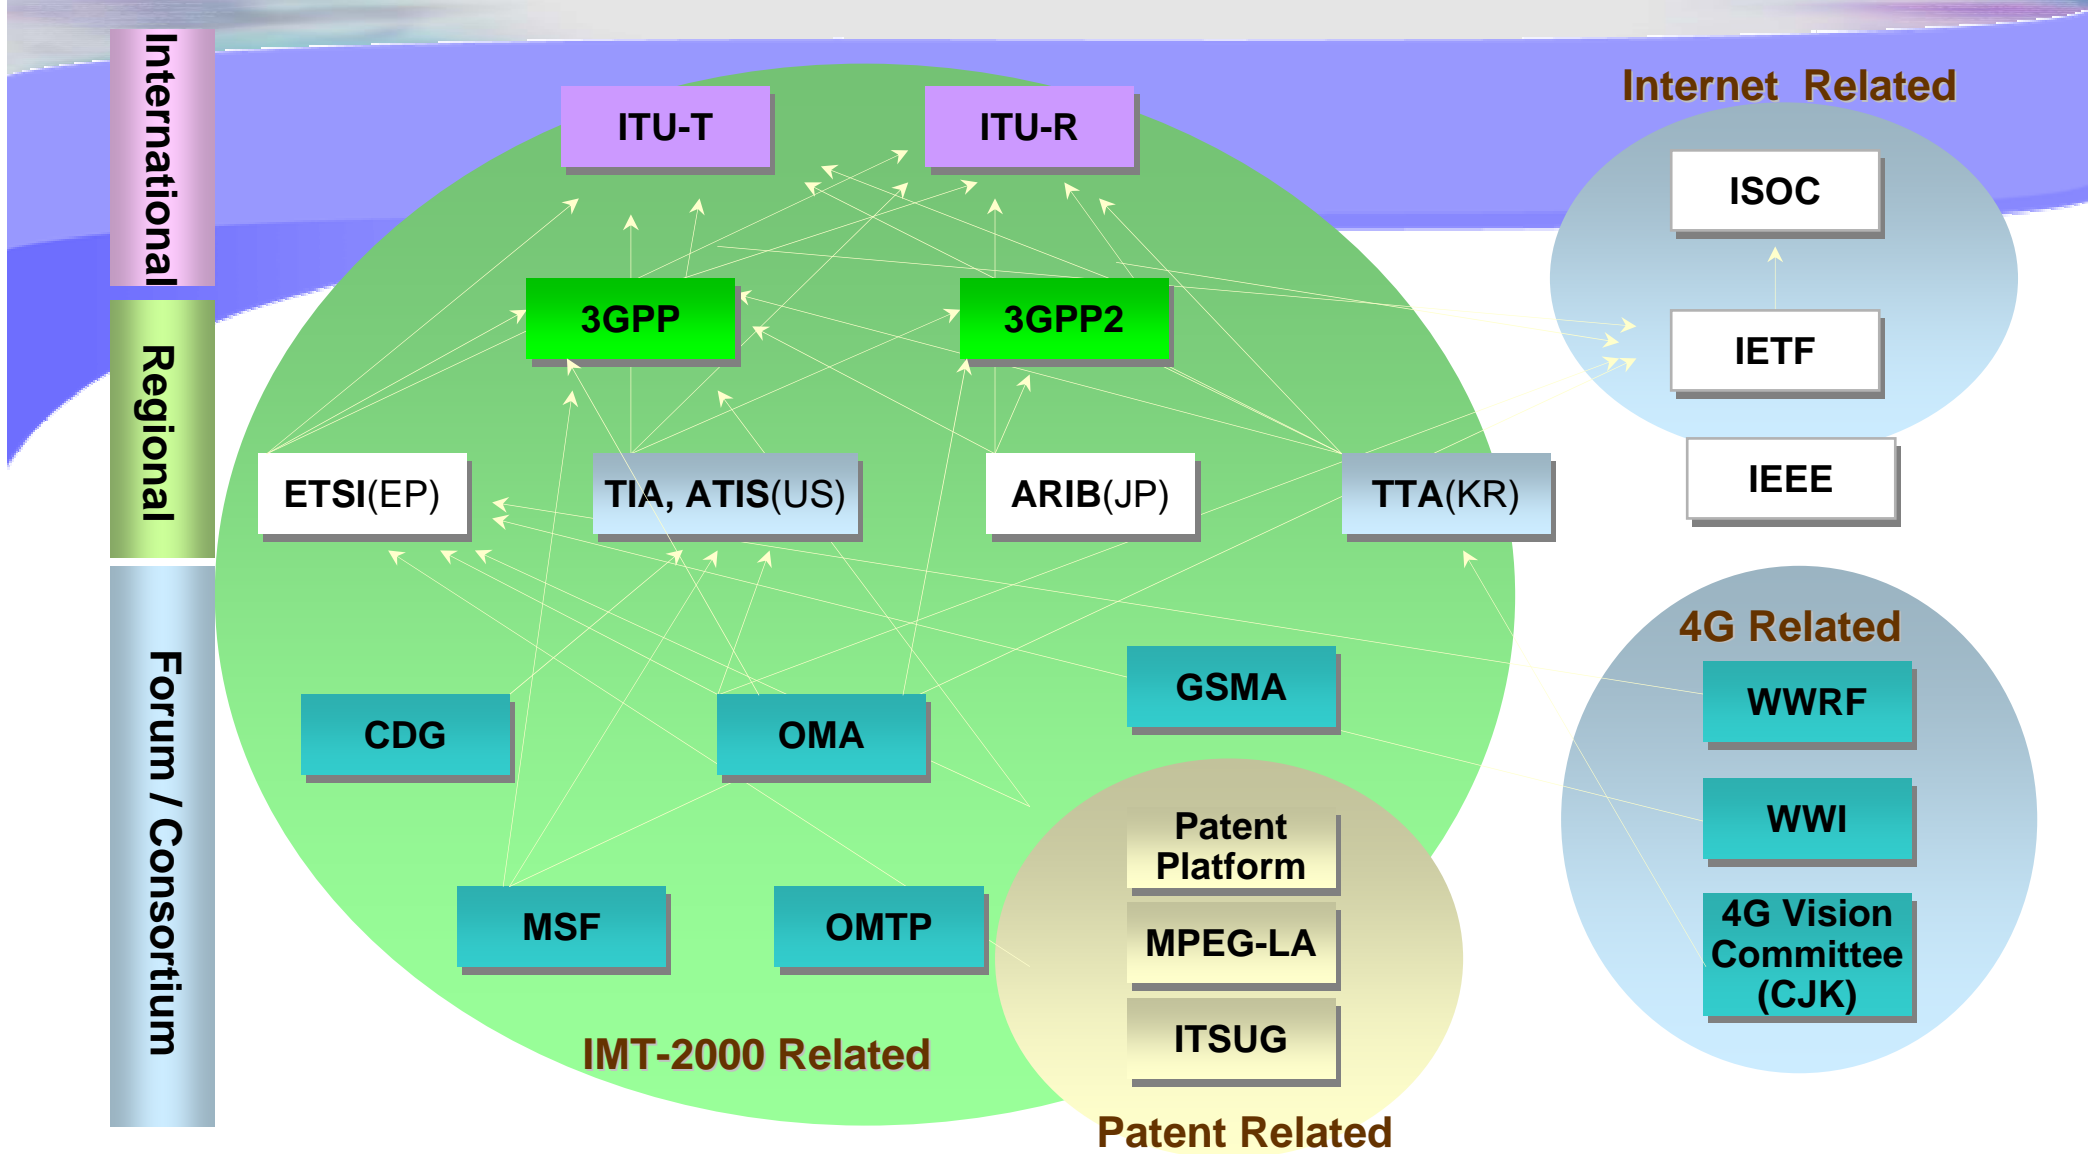 International
Regional
Forum / Consortium
ITU-T
ITU-R
Internet Related
ISOC
3GPP
3GPP2
IETF
ETSI(EP)
TIA, ATIS(US)
ARIB(JP)
TTA(KR)
IEEE
4G Related
CDG
OMA
GSMA
WWRF
WWI
Patent
Platform
MSF
OMTP
MPEG-LA
4G Vision
Committee
(CJK)
ITSUG
IMT-2000 Related
Patent Related